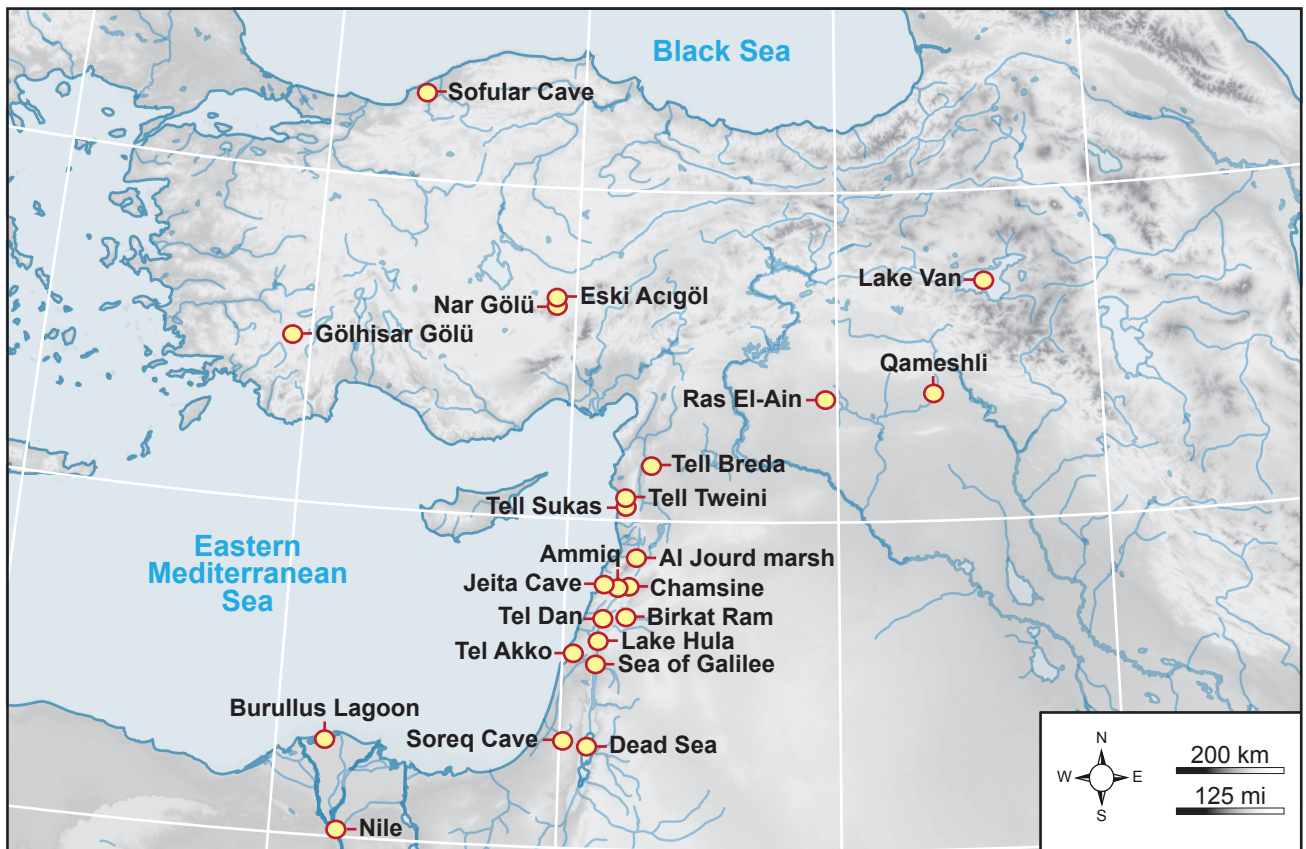 Black Sea
Sofular Cave
Lake Van
Eski Acıgöl
Nar Gölü
Gölhisar Gölü
Qameshli
Ras El-Ain
Tell Breda
Tell Tweini
Tell Sukas
Eastern
Mediterranean
Sea
Ammiq
Al Jourd marsh
Jeita Cave
Chamsine
Tel Dan
Birkat Ram
Lake Hula
Tel Akko
Sea of Galilee
Burullus Lagoon
Soreq Cave
Dead Sea
Nile
N
W
E
S
200 km
125 mi